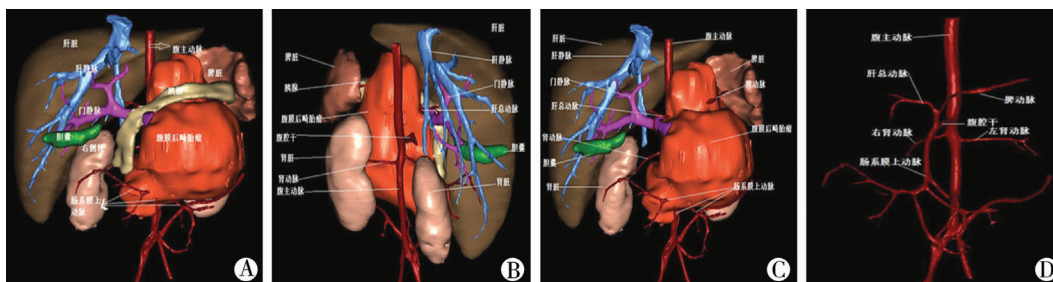 肝脏
腹主动脉
肝静脉
脾脏
胰腺
门静脉
腹膜后畸胎瘤
胆囊
右侧肾
肠系膜上
动脉
A
肝脏
脾脏
肝静脉
胰腺
门静脉
腹膜后畸胎瘤
肝总动脉
腹腔干
胆囊
肾脏
肾动脉
肾脏
腹主动脉
B
肝脏
腹主动脉
肝静脉
脾脏
门静脉
脾动脉
肝总动脉
腹膜后畸胎瘤
肾动脉
胆囊
肾脏
肠系膜上动脉
C
腹主动脉
肝总动脉
脾动脉
腹腔干
右肾动脉
左肾动脉
肠系膜上动脉
D